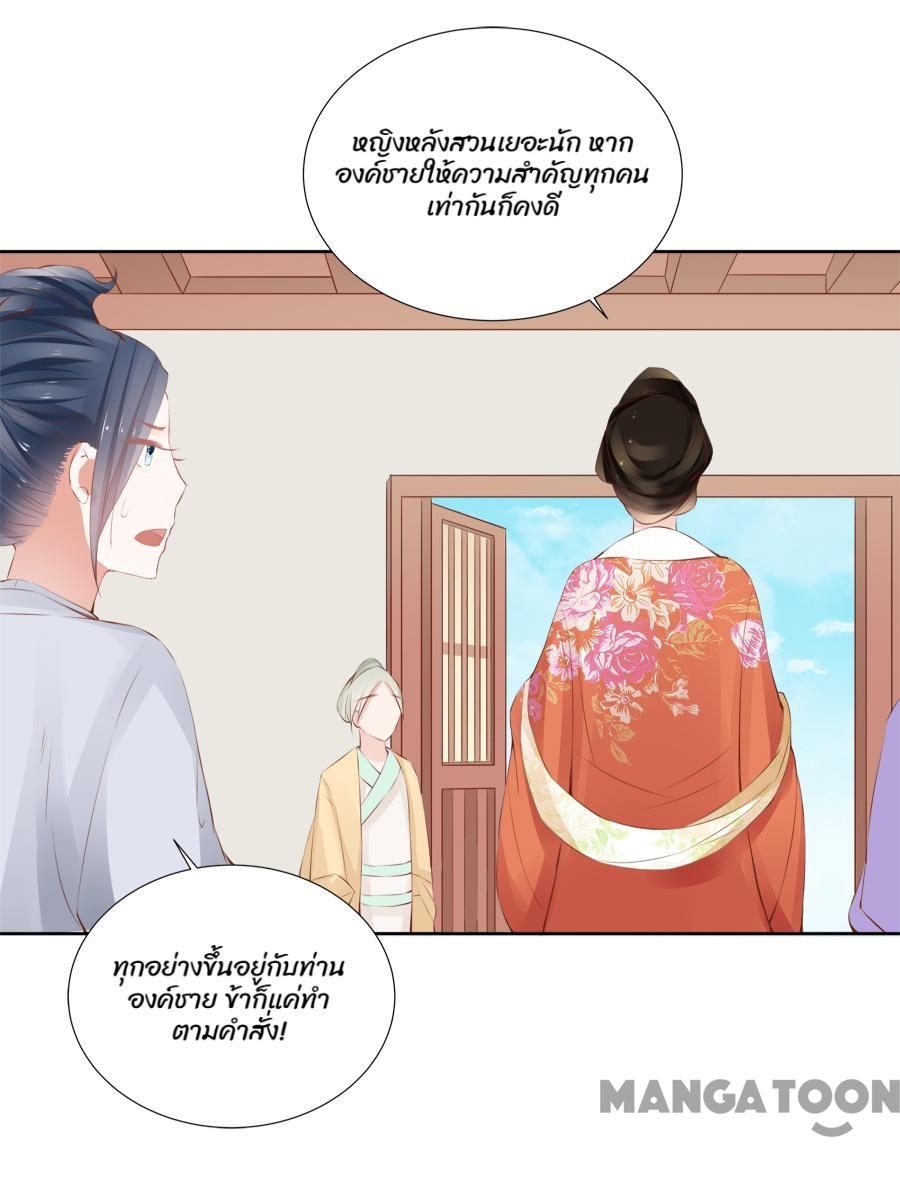 หญิงหลังสวนเยอะนัก หาก
องค์ชายให้ความสำคัญทุกคน
เท่ากันก็คงดี
ทุกอย่างขึ้นอยู่กับท่าน
องค์ชาย ข้าก็แค่ทำ
ตามคำสั่ง!
MANGATOON